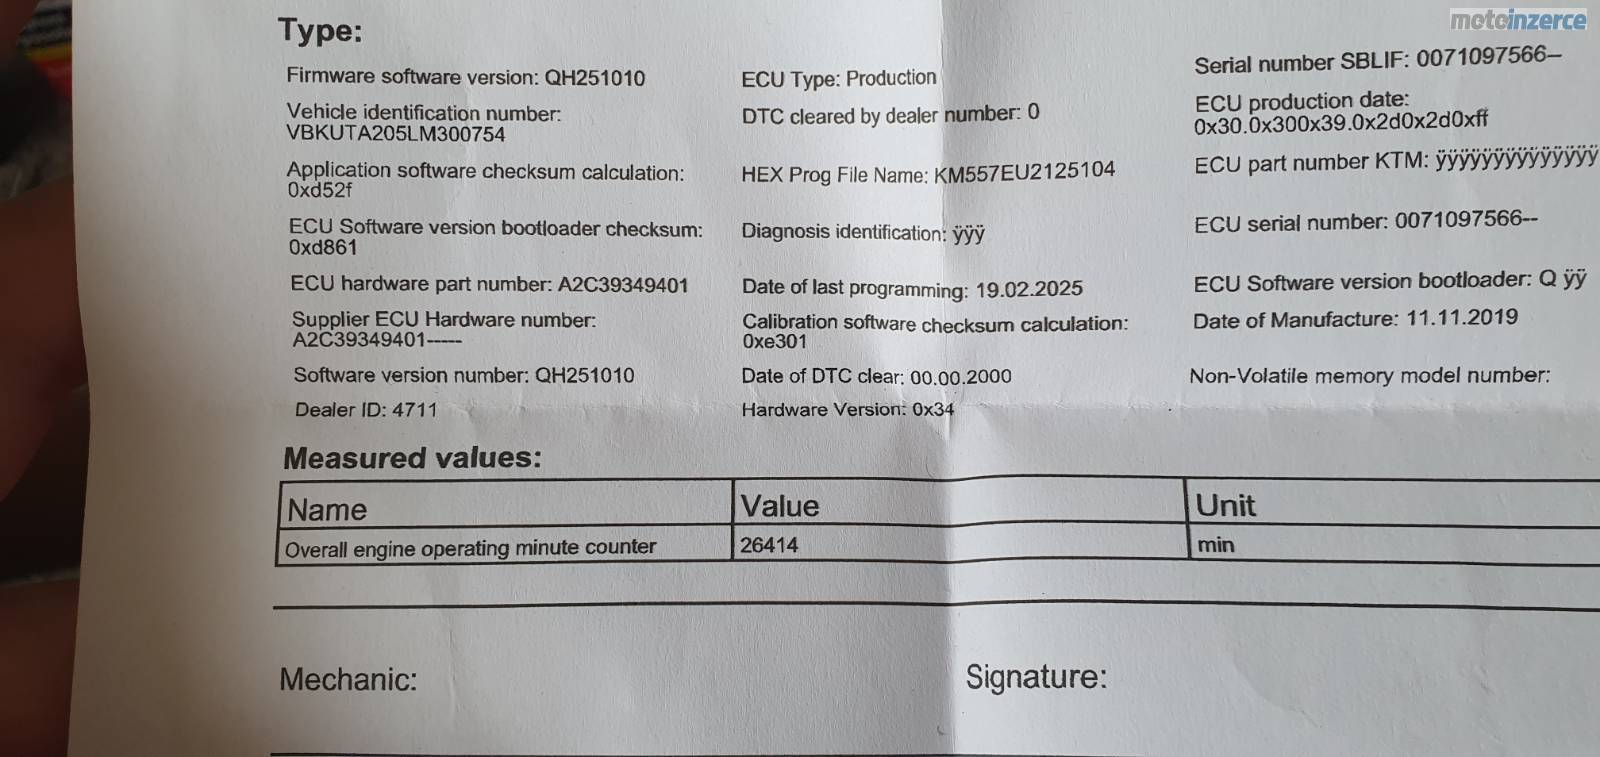 motoinzerce
Type:
Firmware software version: QH251010
Vehicle identification number:
VBKUTA205LM300754
Application software checksum calculation:
0xd52f
ECU Software version bootloader checksum:
0xd861
ECU hardware part number: A2C39349401
Supplier ECU Hardware number:
A2C39349401-----
Software version number: QH251010
Dealer ID: 4711
ECU Type: Production
DTC cleared by dealer number: 0
HEX Prog File Name: KM557EU2125104
Diagnosis identification: ÿÿÿ
Date of last programming: 19.02.2025
Calibration software checksum calculation:
0xe301
Date of DTC clear: 00.00.2000
Hardware Version: 0x34
Serial number SBLIF: 0071097566--
ECU production date:
0x30.0x300x39.0x2d0x2d0xff
ECU part number KTM: ÿÿÿÿÿÿÿÿÿÿÿÿÿÿ
ECU serial number: 0071097566--
ECU Software version bootloader: Q ÿÿ
Date of Manufacture: 11.11.2019
Non-Volatile memory model number:
Measured values:
Name Value Unit
Overall engine operating minute counter 26414 min
Mechanic: Signature: